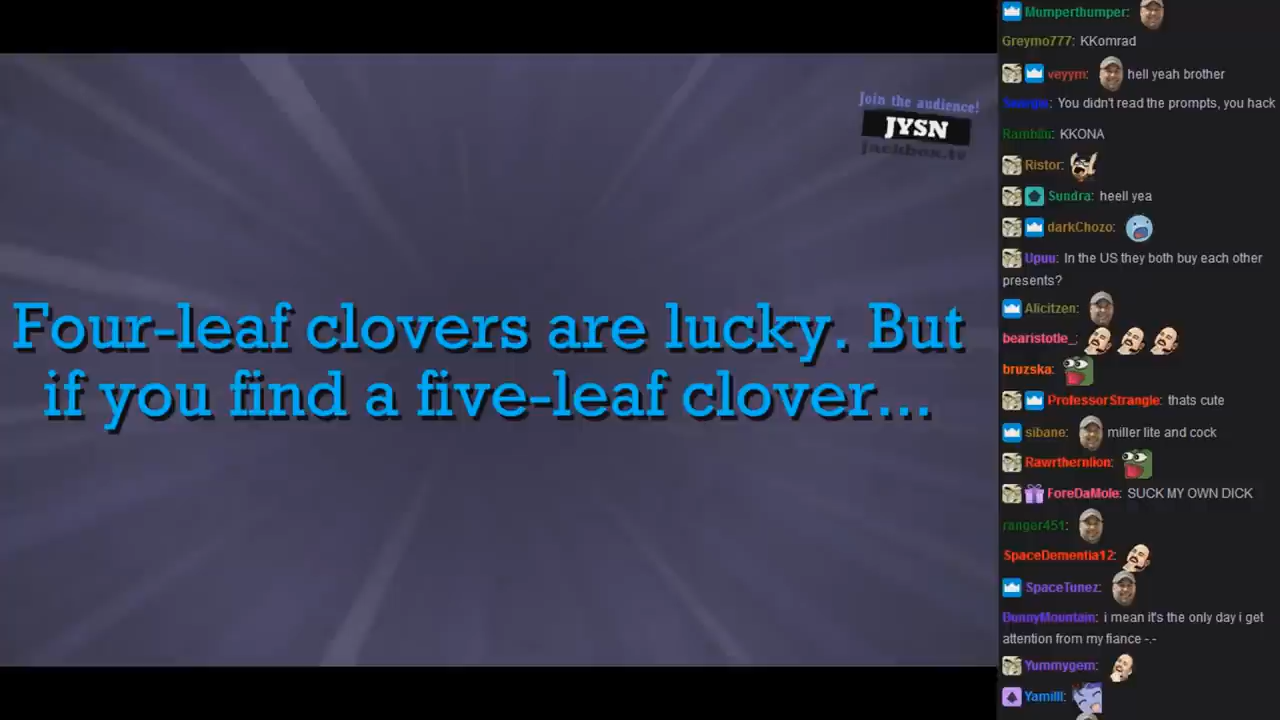 Join the audience!
JYSN
jackbox.tv
Four-leaf clovers are lucky. But
if you find a five-leaf clover...
Mumperthumper:
Greymo777: KKomrad
veyym: hell yeah brother
You didn't read the prompts, you hack
KKONA
Ristor:
Sundra: heell yea
darkChozo:
Upuu: In the US they both buy each other
presents?
Alicitzen:
bearistotle_:
bruzska:
ProfessorStrangle: thats cute
sibane: miller lite and cock
Rawrthernlion:
ForeDaMole: SUCK MY OWN DICK
ranger451:
SpaceDementia12:
SpaceTunez:
BunnyMountain: i mean it's the only day i get
attention from my fiance -.-
Yummygem: